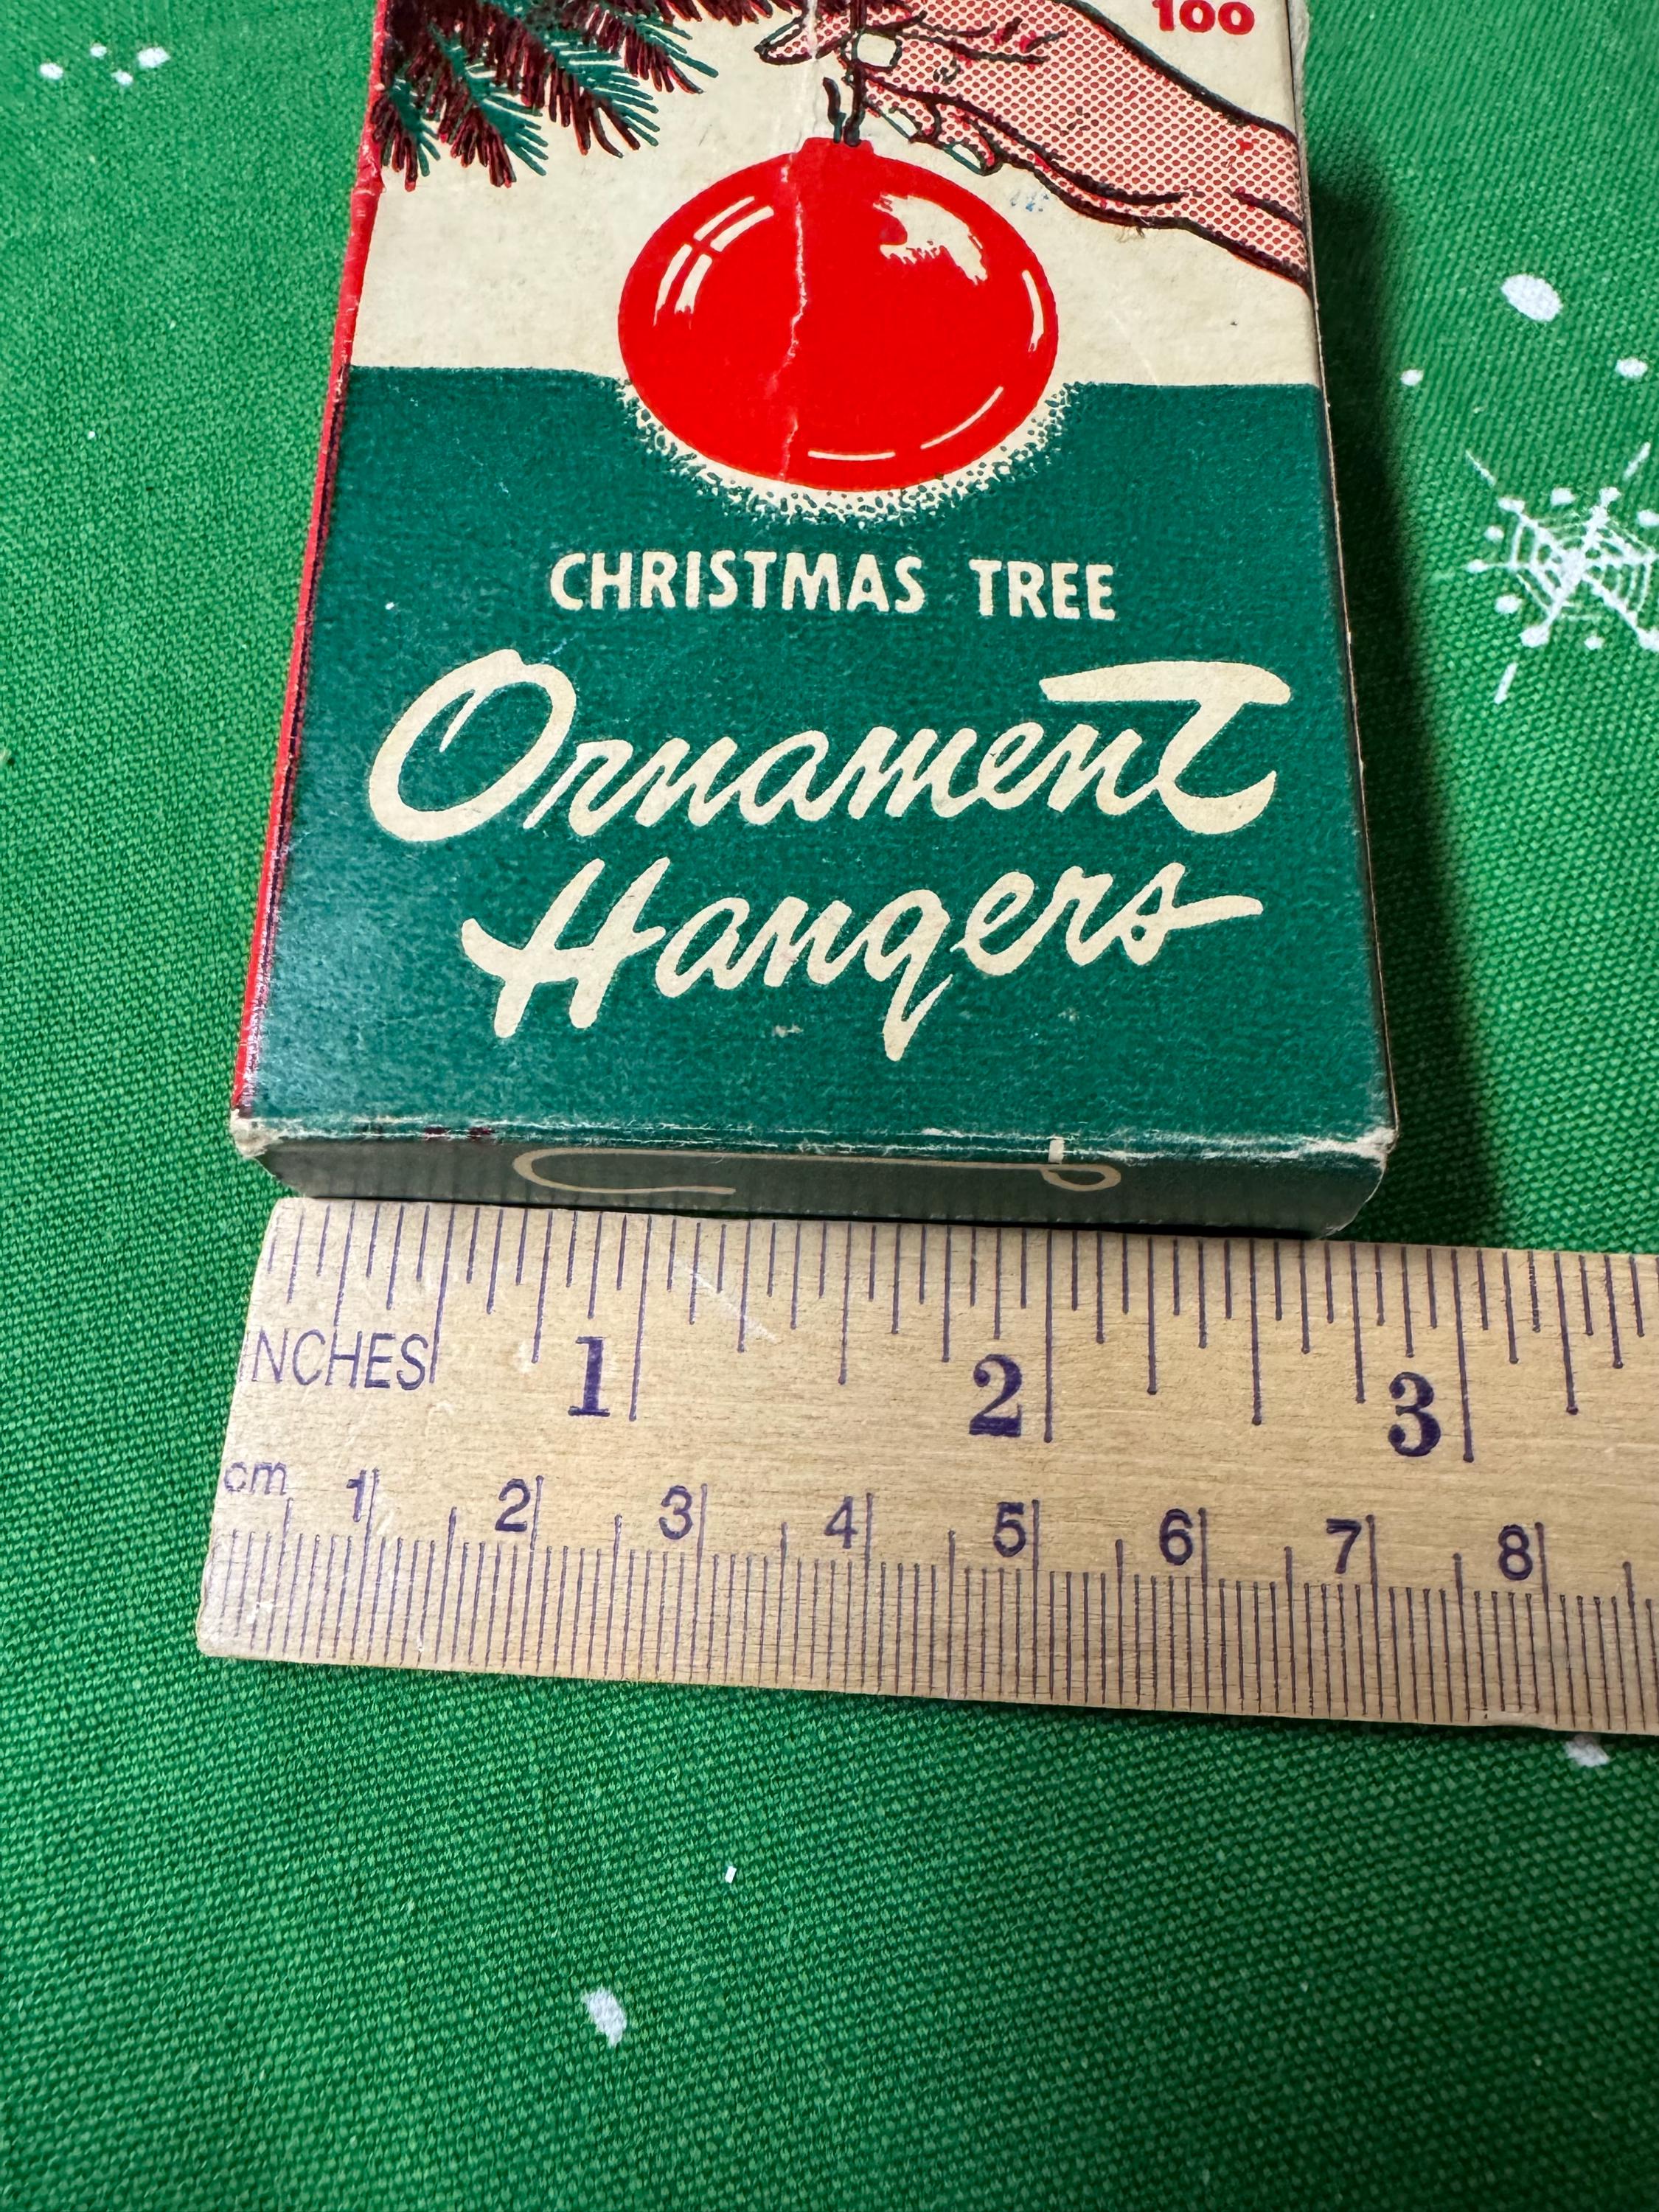 100
CHRISTMAS TREE
Ornament
Hangers
INCHES 1 2 3
cm 1 2 3 4 5 6 7 8